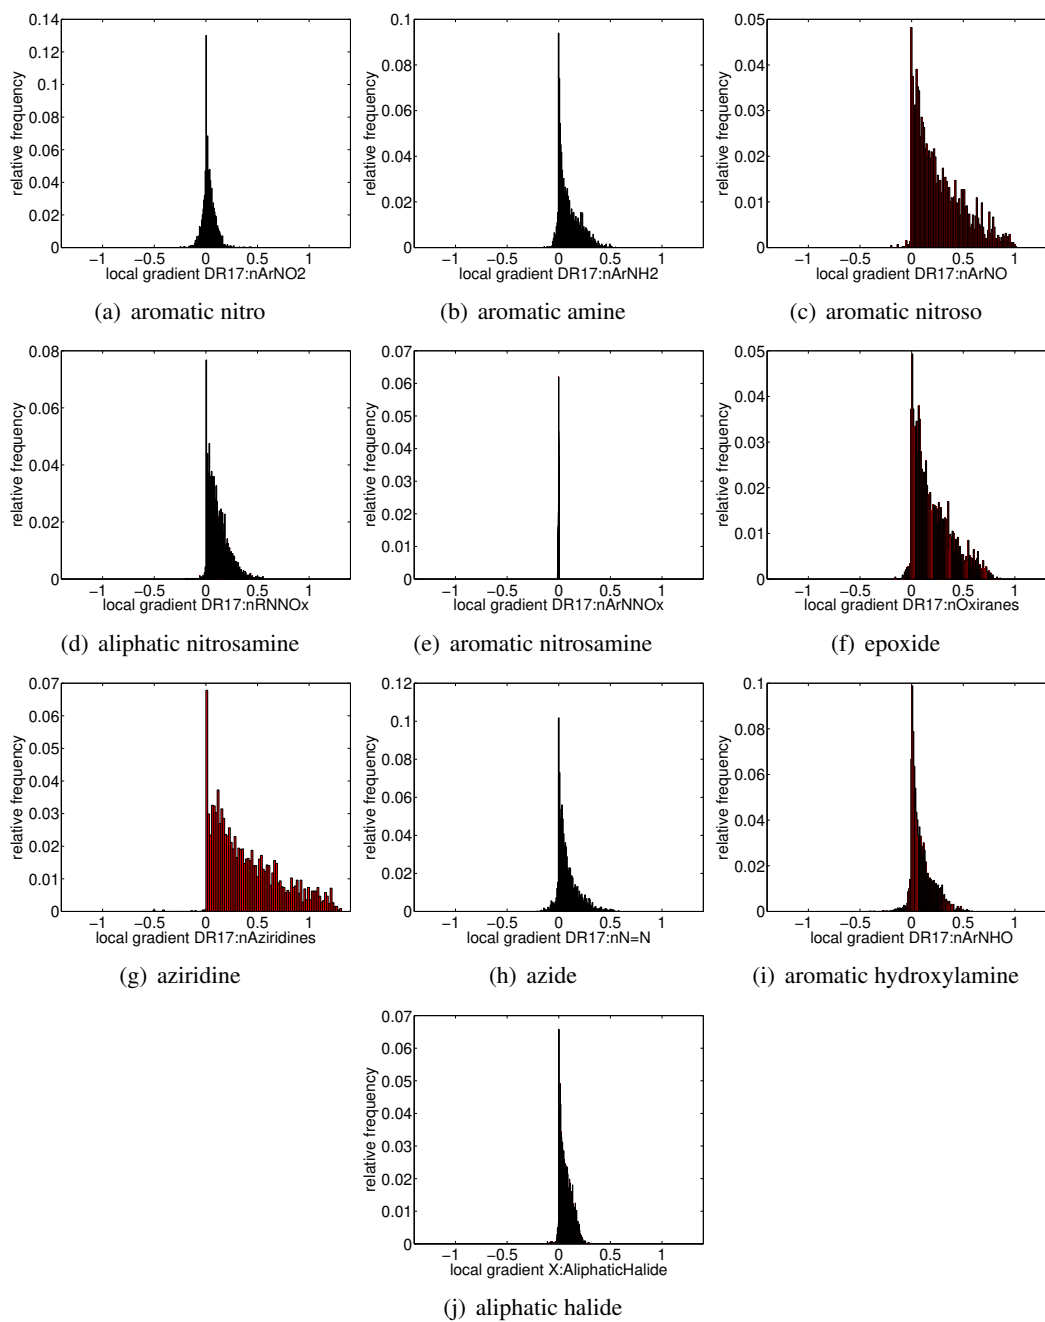 0.14
0.12
0.1
0.08
0.06
0.04
0.02
0
relative frequency
−1 −0.5 0 0.5 1
local gradient DR17:nArNO2
(a) aromatic nitro
0.1
0.08
0.06
0.04
0.02
0
relative frequency
−1 −0.5 0 0.5 1
local gradient DR17:nArNH2
(b) aromatic amine
0.05
0.04
0.03
0.02
0.01
0
relative frequency
−1 −0.5 0 0.5 1
local gradient DR17:nArNO
(c) aromatic nitroso
0.08
0.06
0.04
0.02
0
relative frequency
−1 −0.5 0 0.5 1
local gradient DR17:nRNNOx
(d) aliphatic nitrosamine
0.07
0.06
0.05
0.04
0.03
0.02
0.01
0
relative frequency
−1 −0.5 0 0.5 1
local gradient DR17:nArNNOx
(e) aromatic nitrosamine
0.05
0.04
0.03
0.02
0.01
0
relative frequency
−1 −0.5 0 0.5 1
local gradient DR17:nOxiranes
(f) epoxide
0.07
0.06
0.05
0.04
0.03
0.02
0.01
0
relative frequency
−1 −0.5 0 0.5 1
local gradient DR17:nAziridines
(g) aziridine
0.12
0.1
0.08
0.06
0.04
0.02
0
relative frequency
−1 −0.5 0 0.5 1
local gradient DR17:nN=N
(h) azide
0.1
0.08
0.06
0.04
0.02
0
relative frequency
−1 −0.5 0 0.5 1
local gradient DR17:nArNHO
(i) aromatic hydroxylamine
0.07
0.06
0.05
0.04
0.03
0.02
0.01
0
relative frequency
−1 −0.5 0 0.5 1
local gradient X:AliphaticHalide
(j) aliphatic halide